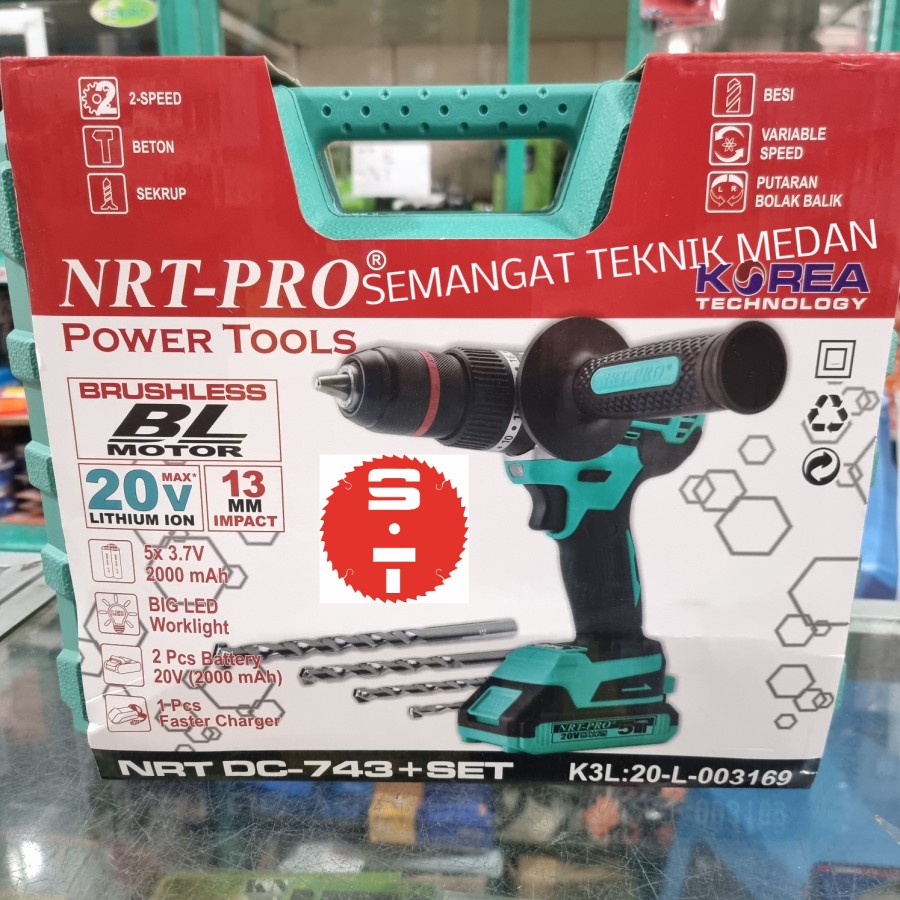 2-SPEED
BETON
SEKRUP
BESI
VARIABLE
SPEED
PUTARAN
BOLAK BALIK
NRT-PRO®
SEMANGAT TEKNIK MEDAN
KOREA
TECHNOLOGY
POWER TOOLS
BRUSHLESS
BL
MOTOR
20V MAX*
LITHIUM ION
13
MM
IMPACT
S·T
5x 3.7V
2000 mAh
BIG LED
Worklight
2 Pcs Battery
20V (2000 mAh)
1 Pcs
Faster Charger
NRT-PRO
NRT-PRO
20V
NRT DC-743+SET
K3L:20-L-003169